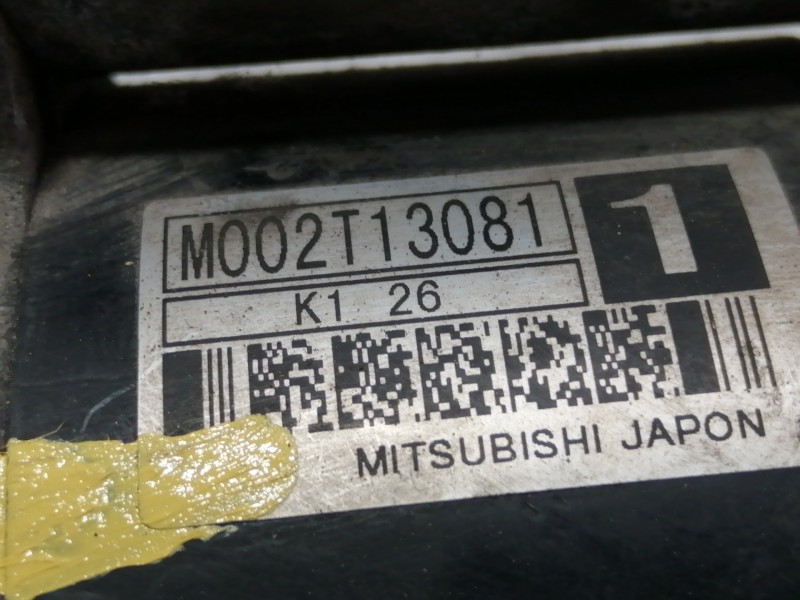 M002T13081
1
K1 26
MITSUBISHI JAPON